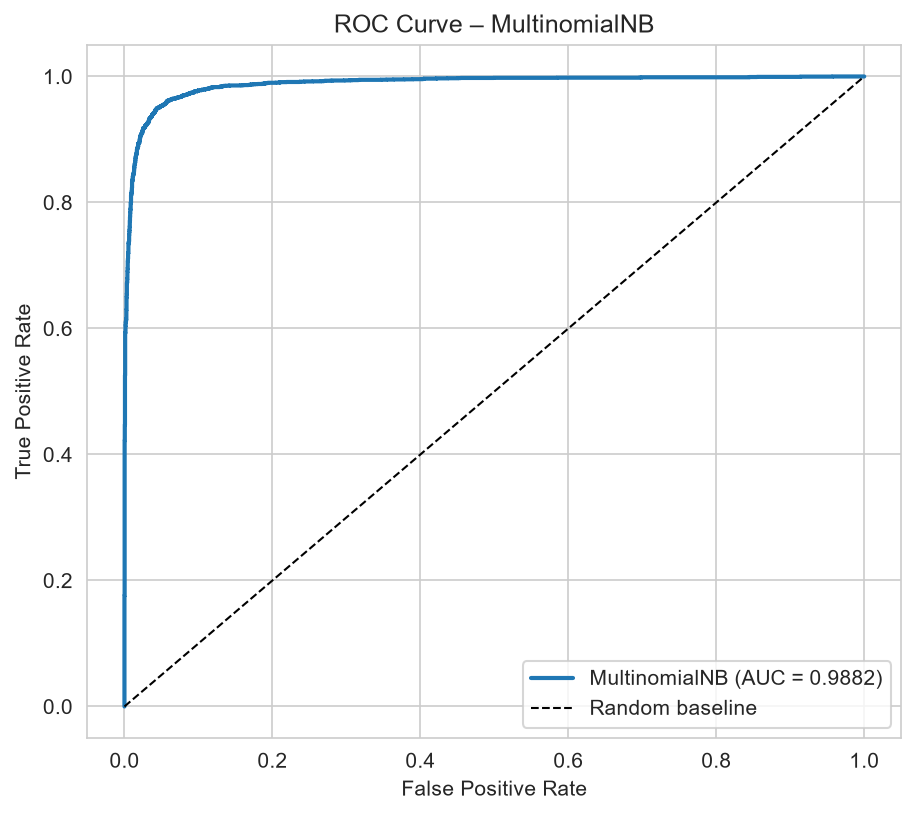 ROC Curve – MultinomialNB
True Positive Rate
1.0
0.8
0.6
0.4
0.2
0.0
MultinomialNB (AUC = 0.9882)
Random baseline
0.0 0.2 0.4 0.6 0.8 1.0
False Positive Rate